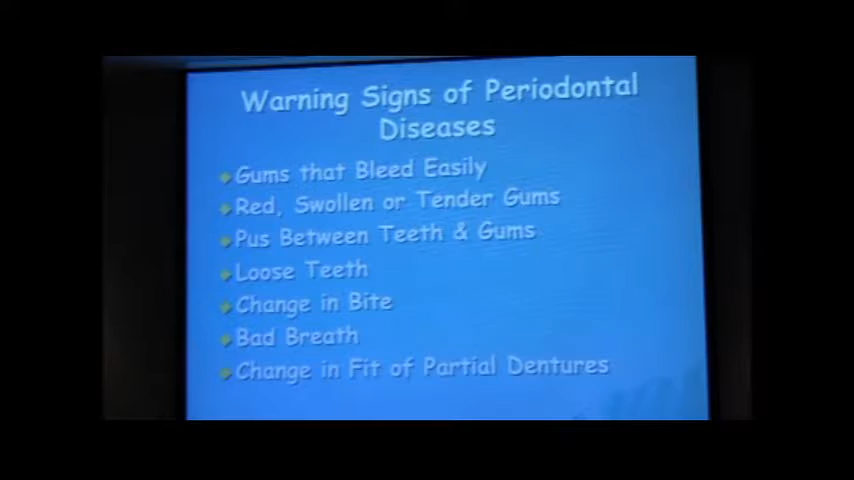 Warning Signs of Periodontal
Diseases
Gums that Bleed Easily
Red, Swollen or Tender Gums
Pus Between Teeth & Gums
Loose Teeth
Change in Bite
Bad Breath
Change in Fit of Partial Dentures